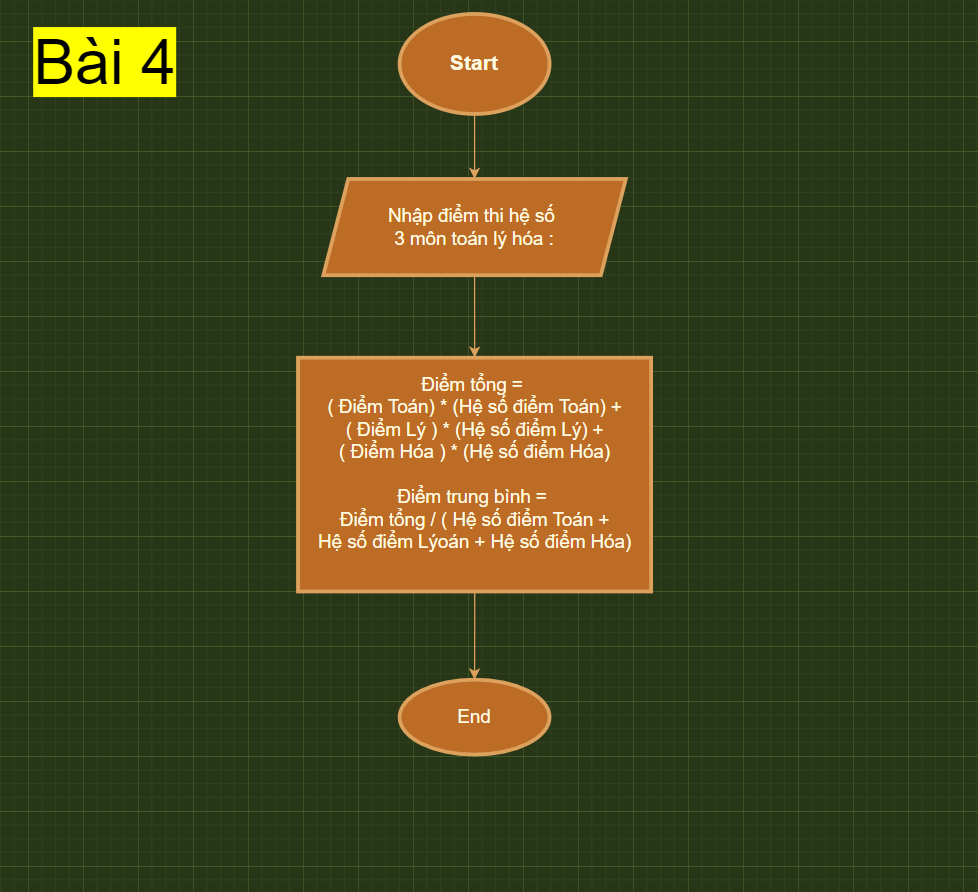 Bài 4
Start
Nhập điểm thi hệ số
3 môn toán lý hóa :
Điểm tổng =
( Điểm Toán) * (Hệ số điểm Toán) +
( Điểm Lý ) * (Hệ số điểm Lý) +
( Điểm Hóa ) * (Hệ số điểm Hóa)
Điểm trung bình =
Điểm tổng / ( Hệ số điểm Toán +
Hệ số điểm Lýoán + Hệ số điểm Hóa)
End